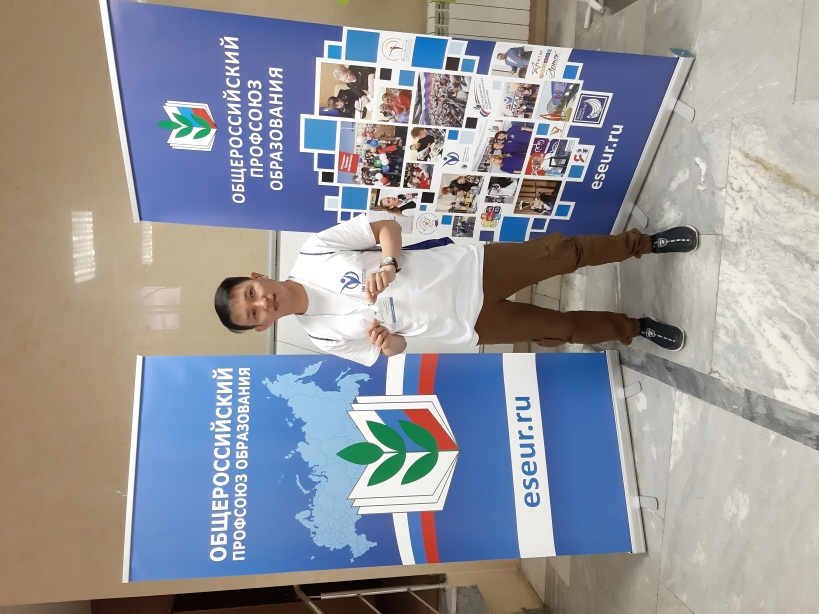 ОБЩЕРОССИЙСКИЙ
ПРОФСОЮЗ ОБРАЗОВАНИЯ
eseur.ru
ОБЩЕРОССИЙСКИЙ
ПРОФСОЮЗ
ОБРАЗОВАНИЯ
eseur.ru